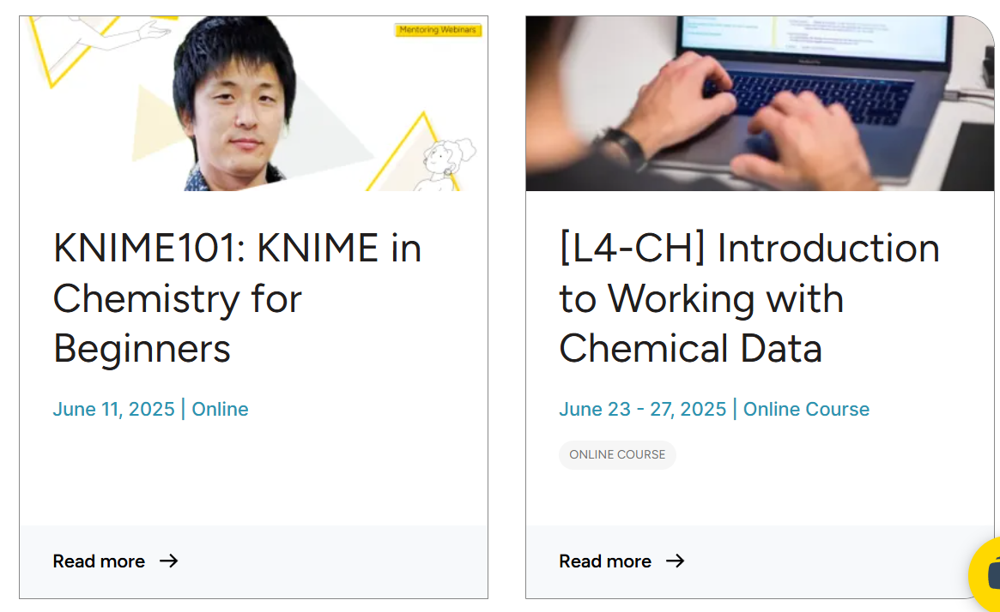 Mentoring Webinars
KNIME101: KNIME in
Chemistry for
Beginners
June 11, 2025 | Online
Read more →
[L4-CH] Introduction
to Working with
Chemical Data
June 23 - 27, 2025 | Online Course
ONLINE COURSE
Read more →